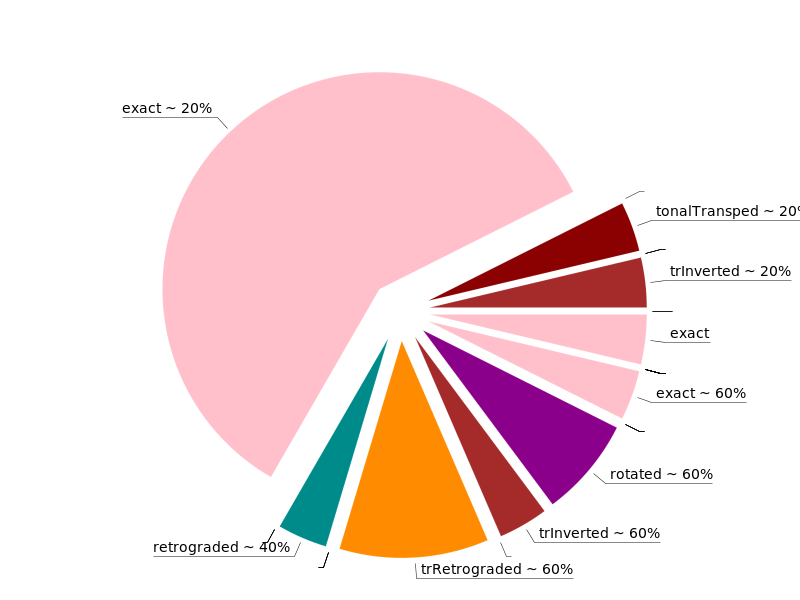 exact ~ 20%
tonalTransped ~ 20%
trInverted ~ 20%
exact
exact ~ 60%
rotated ~ 60%
trInverted ~ 60%
retrograded ~ 40%
trRetrograded ~ 60%